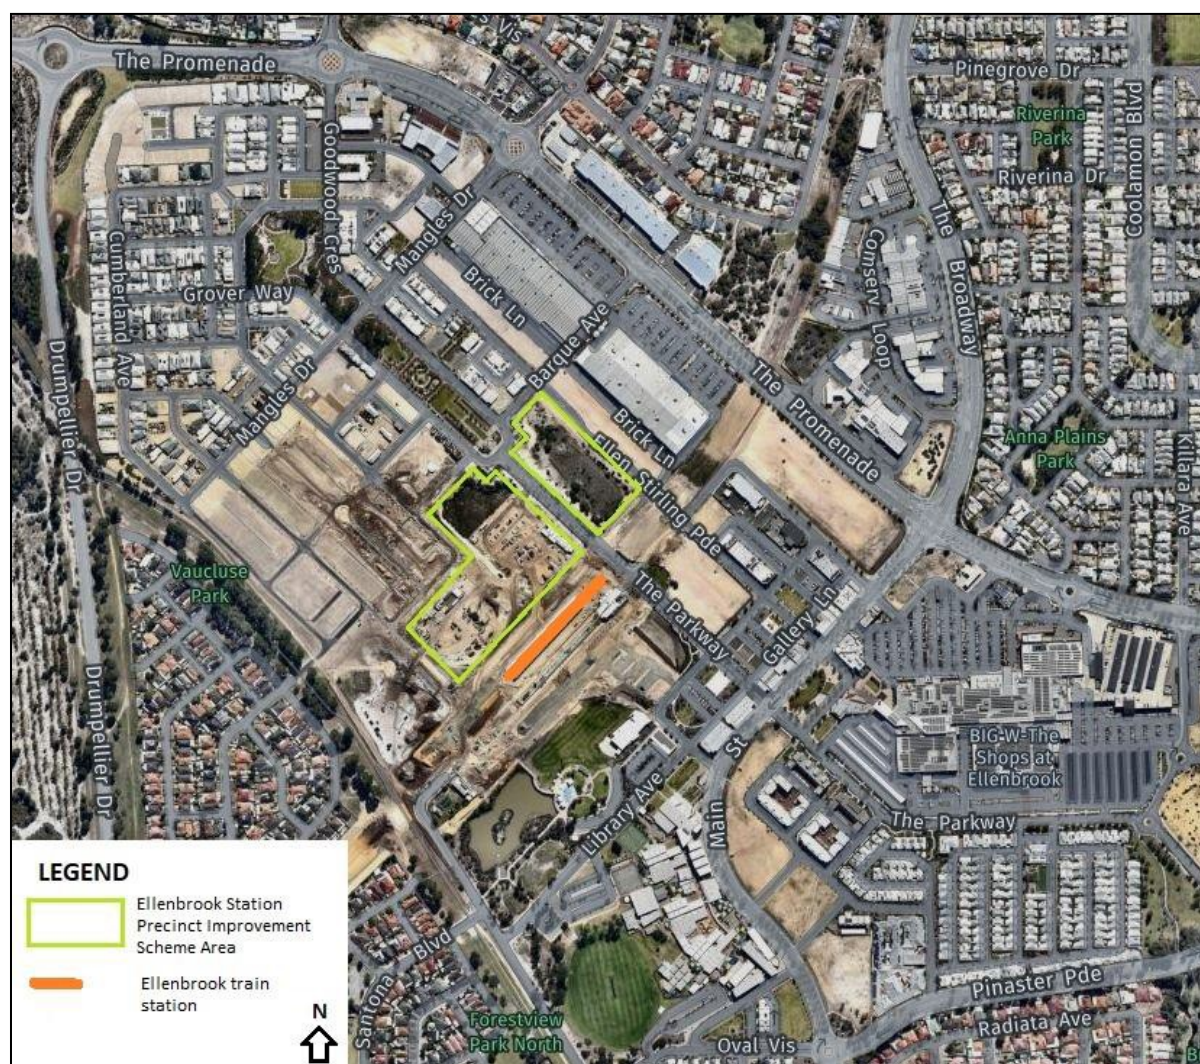 s Vis
The Promenade
Pinegrove Dr
Riverina
Park
Riverina Dr
Coolamon Blvd
Goodwood Cres
Mangles Dr
The Broadway
Comserv Loop
Cumberland Ave
Grover Way
Brick Ln
Barque Ave
Drumpellier Dr
Mangles Dr
The Promenade
Brick Ln
Ellen Stirling Pde
Anna Plains
Park
Killara Ave
Vaucluse
Park
The Parkway
Gallery Ln
Drumpellier Dr
BIG-W-The
Shops at
Ellenbrook
Main St
Library Ave
The Parkway
Santona Blvd
Pinaster Pde
Forestview
Park North
Oval Vis
Radiata Ave
LEGEND
Ellenbrook Station
Precinct Improvement
Scheme Area
Ellenbrook train
station
N